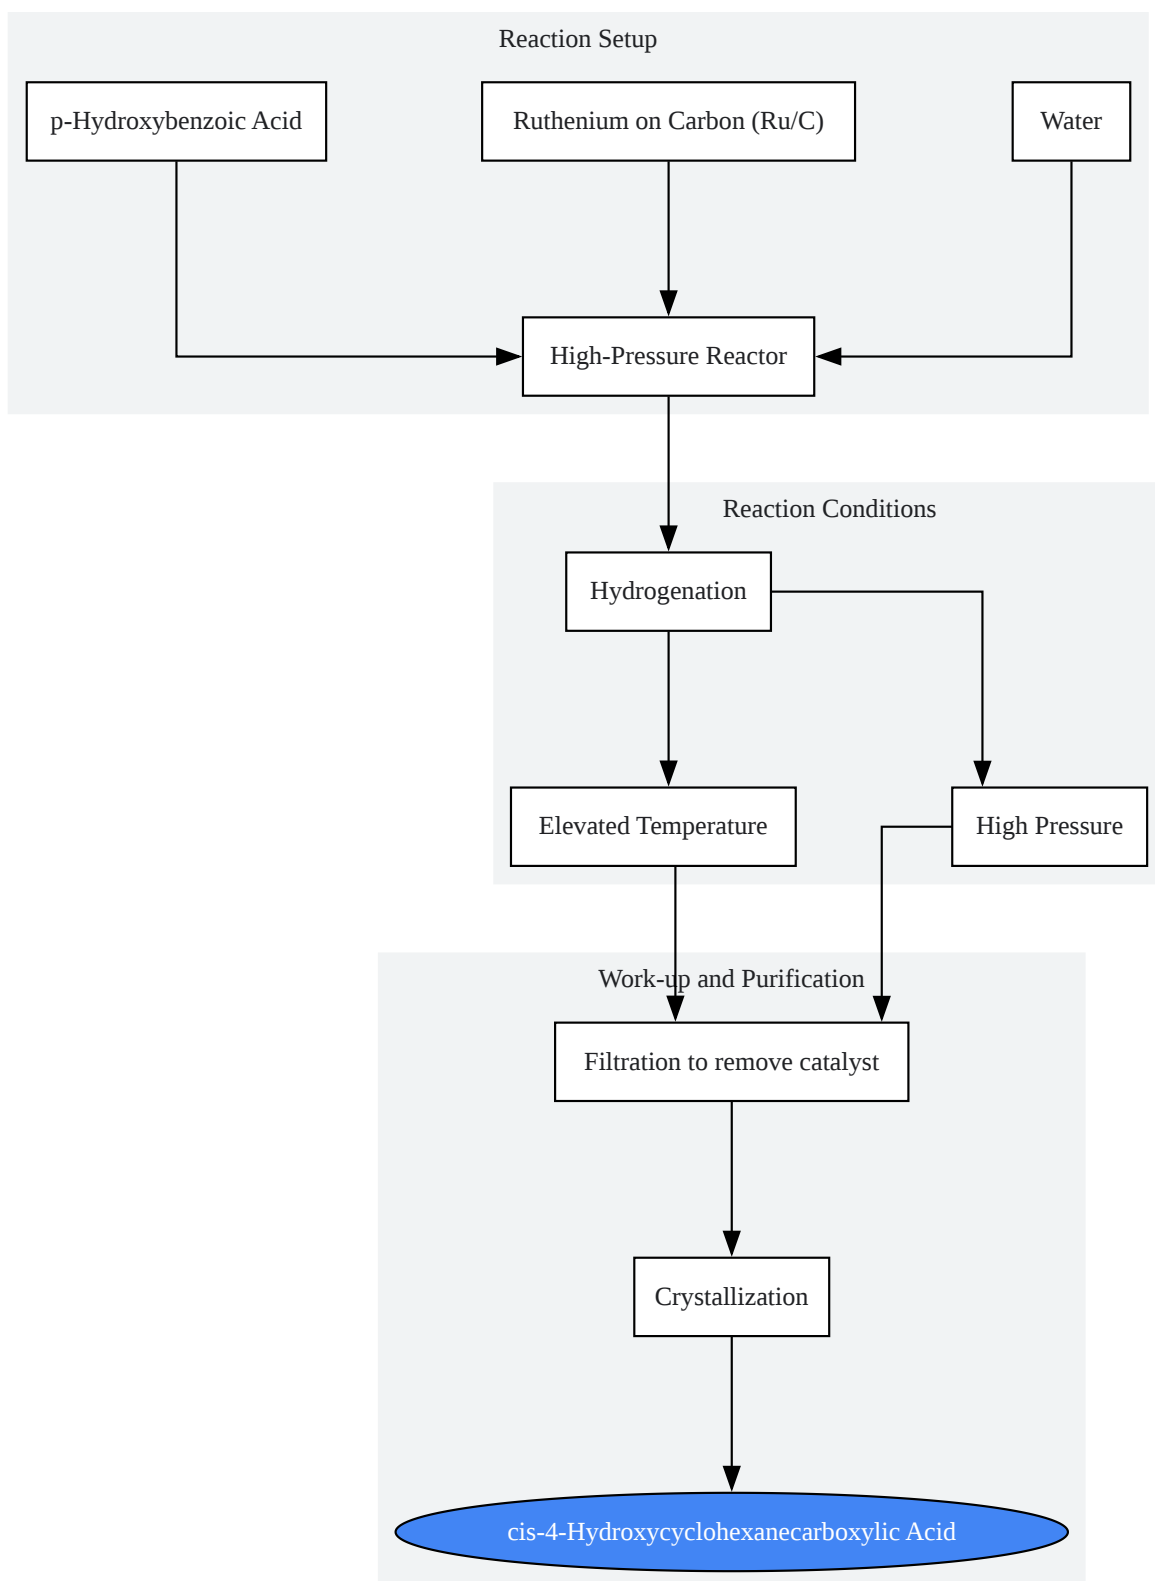 Reaction Setup
p-Hydroxybenzoic Acid
Ruthenium on Carbon (Ru/C)
Water
High-Pressure Reactor
Reaction Conditions
Hydrogenation
Elevated Temperature
High Pressure
Work-up and Purification
Filtration to remove catalyst
Crystallization
cis-4-Hydroxycyclohexanecarboxylic Acid